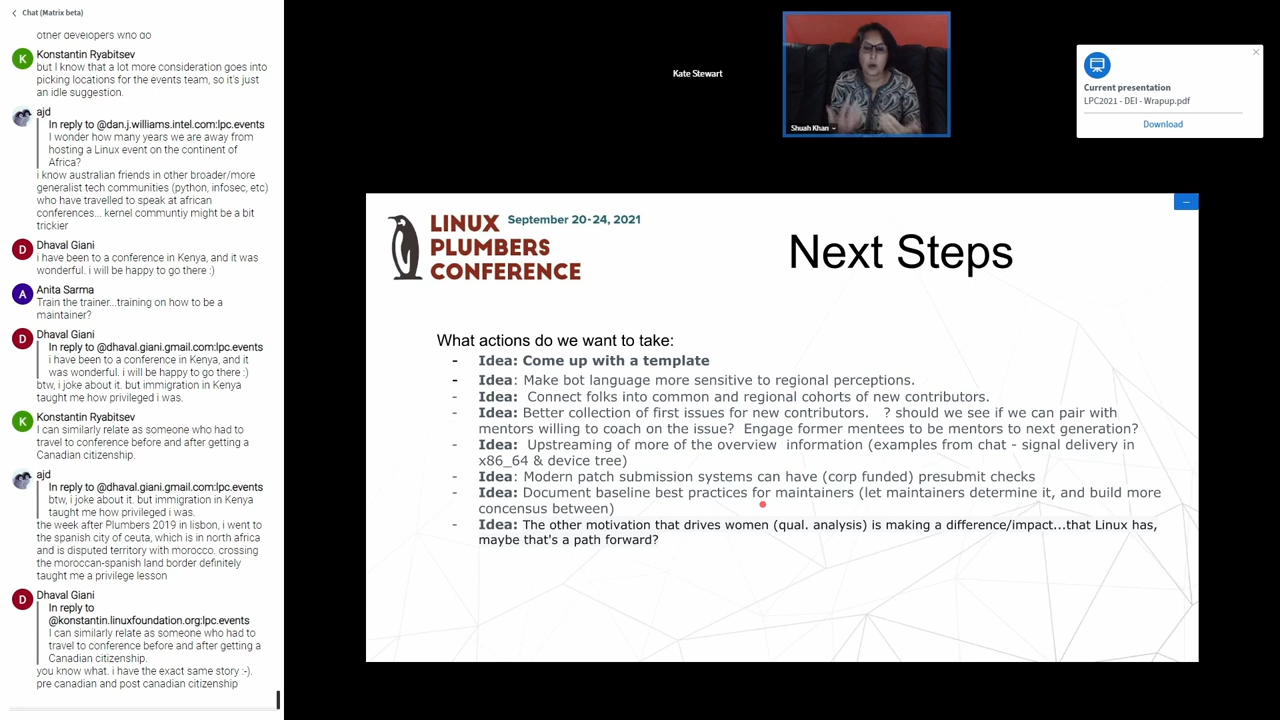 Chat (Matrix beta)
other developers who do
Konstantin Ryabitsev
but I know that a lot more consideration goes into
picking locations for the events team, so it's just
an idle suggestion.
ajd
In reply to @dan.j.williams.intel.com:lpc.events
I wonder how many years we are away from
hosting a Linux event on the continent of
Africa?
i know australian friends in other broader/more
generalist tech communities (python, infosec, etc)
who have travelled to speak at african
conferences... kernel communtiy might be a bit
trickier
D
Dhaval Giani
i have been to a conference in Kenya, and it was
wonderful. i will be happy to go there :)
A
Anita Sarma
Train the trainer...training on how to be a
maintainer?
D
Dhaval Giani
In reply to @dhaval.giani.gmail.com:lpc.events
i have been to a conference in Kenya, and it
was wonderful. i will be happy to go there :)
btw, i joke about it. but immigration in Kenya
taught me how privileged i was.
K
Konstantin Ryabitsev
I can similarly relate as someone who had to
travel to conference before and after getting a
Canadian citizenship.
ajd
In reply to @dhaval.giani.gmail.com:lpc.events
btw, i joke about it. but immigration in Kenya
taught me how privileged i was.
the week after Plumbers 2019 in lisbon, i went to
the spanish city of ceuta, which is in north africa
and is disputed territory with morocco. crossing
the moroccan-spanish land border definitely
taught me a privilege lesson
D
Dhaval Giani
In reply to
@konstantin.linuxfoundation.org:lpc.events
I can similarly relate as someone who had to
travel to conference before and after getting a
Canadian citizenship.
you know what. i have the exact same story :-).
pre canadian and post canadian citizenship
Kate Stewart
Shuah Khan
Current presentation
LPC2021 - DEI - Wrapup.pdf
Download
LINUX
PLUMBERS
CONFERENCE
September 20-24, 2021
Next Steps
What actions do we want to take:
- Idea: Come up with a template
- Idea: Make bot language more sensitive to regional perceptions.
- Idea: Connect folks into common and regional cohorts of new contributors.
- Idea: Better collection of first issues for new contributors. ? should we see if we can pair with
mentors willing to coach on the issue? Engage former mentees to be mentors to next generation?
- Idea: Upstreaming of more of the overview information (examples from chat - signal delivery in
x86_64 & device tree)
- Idea: Modern patch submission systems can have (corp funded) presubmit checks
- Idea: Document baseline best practices for maintainers (let maintainers determine it, and build more
concensus between)
- Idea: The other motivation that drives women (qual. analysis) is making a difference/impact...that Linux has,
maybe that's a path forward?